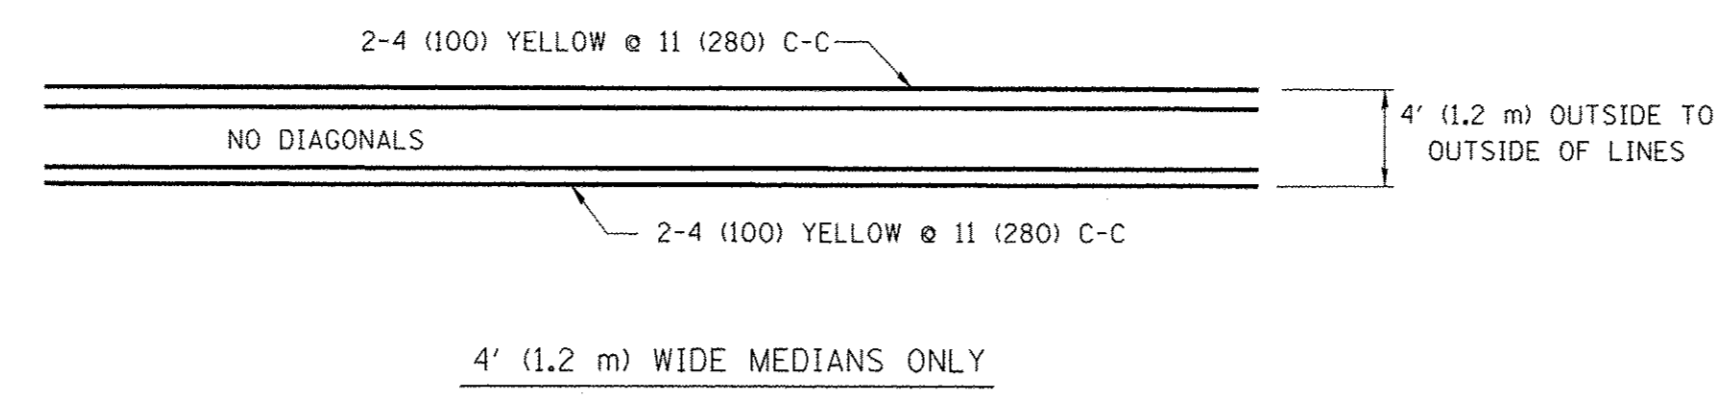 2-4 (100) YELLOW @ 11 (280) C-C
NO DIAGONALS
4' (1.2 m) OUTSIDE TO
OUTSIDE OF LINES
2-4 (100) YELLOW @ 11 (280) C-C
4' (1.2 m) WIDE MEDIANS ONLY